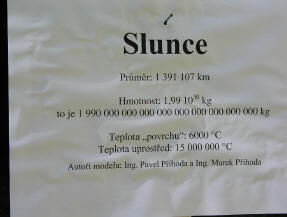 Slunce
Průměr: 1 391 107 km
Hmotnost: 1,99 10³⁰ kg
to je 1 990 000 000 000 000 000 000 000 000 000 kg
Teplota „povrchu": 6000 °C
Teplota uprostřed: 15 000 000 °C
Autoři modelu: Ing. Pavel Příhoda a Ing. Marek Příhoda